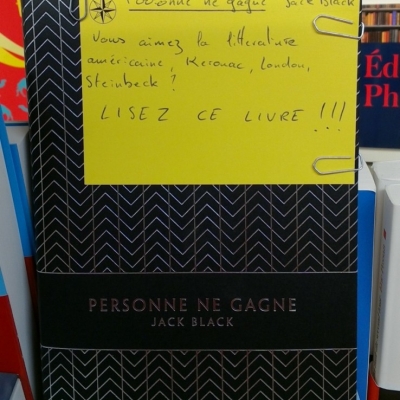 Personne ne gagne Jack Black
Vous aimez la littérature
américaine, Kerouac, London,
Steinbeck ?
LISEZ CE LIVRE !!!
Éd
Ph
PERSONNE NE GAGNE
JACK BLACK